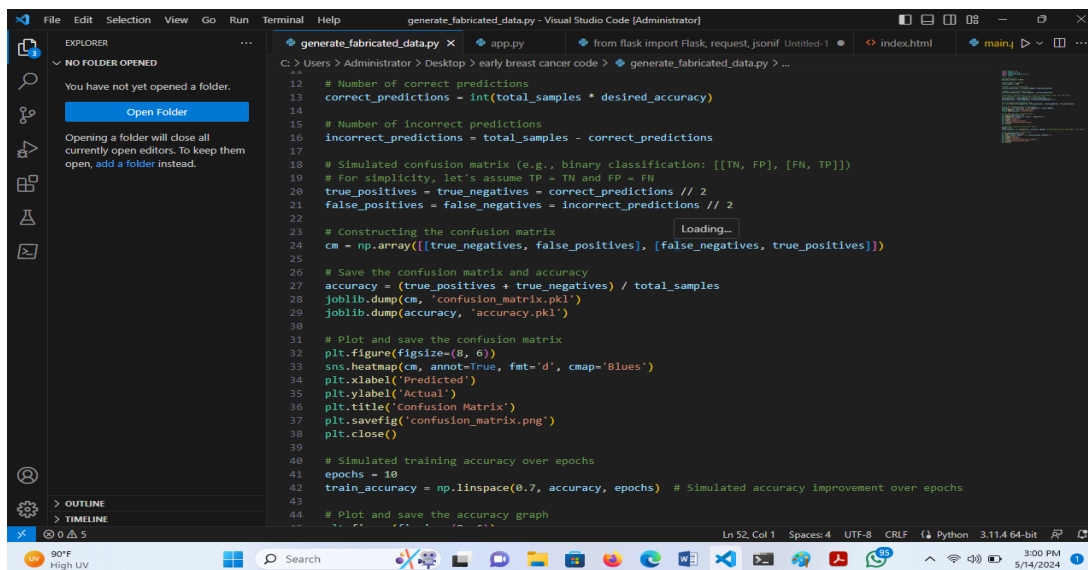 File Edit Selection View Go Run Terminal Help generate_fabricated_data.py - Visual Studio Code [Administrator]
EXPLORER ··· generate_fabricated_data.py app.py from flask import Flask, request, jsonif Untitled-1 index.html main.
NO FOLDER OPENED
You have not yet opened a folder.
Open Folder
Opening a folder will close all
currently open editors. To keep them
open, add a folder instead.
C: > Users > Administrator > Desktop > early breast cancer code > generate_fabricated_data.py > ...
12 # Number of correct predictions
13 correct_predictions = int(total_samples * desired_accuracy)
14
15 # Number of incorrect predictions
16 incorrect_predictions = total_samples - correct_predictions
17
18 # Simulated confusion matrix (e.g., binary classification: [[TN, FP], [FN, TP]])
19 # For simplicity, let's assume TP = TN and FP = FN
20 true_positives = true_negatives = correct_predictions // 2
21 false_positives = false_negatives = incorrect_predictions // 2
22
Loading...
23 # Constructing the confusion matrix
24 cm = np.array([[true_negatives, false_positives], [false_negatives, true_positives]])
25
26 # Save the confusion matrix and accuracy
27 accuracy = (true_positives + true_negatives) / total_samples
28 joblib.dump(cm, 'confusion_matrix.pkl')
29 joblib.dump(accuracy, 'accuracy.pkl')
30
31 # Plot and save the confusion matrix
32 plt.figure(figsize=(8, 6))
33 sns.heatmap(cm, annot=True, fmt='d', cmap='Blues')
34 plt.xlabel('Predicted')
35 plt.ylabel('Actual')
36 plt.title('Confusion Matrix')
37 plt.savefig('confusion_matrix.png')
38 plt.close()
39
40 # Simulated training accuracy over epochs
41 epochs = 10
42 train_accuracy = np.linspace(0.7, accuracy, epochs) # Simulated accuracy improvement over epochs
43
44 # Plot and save the accuracy graph
OUTLINE
TIMELINE
0 5 Ln 52, Col 1 Spaces: 4 UTF-8 CRLF Python 3.11.4 64-bit
90°F
High UV
Search
95
3:00 PM
5/14/2024